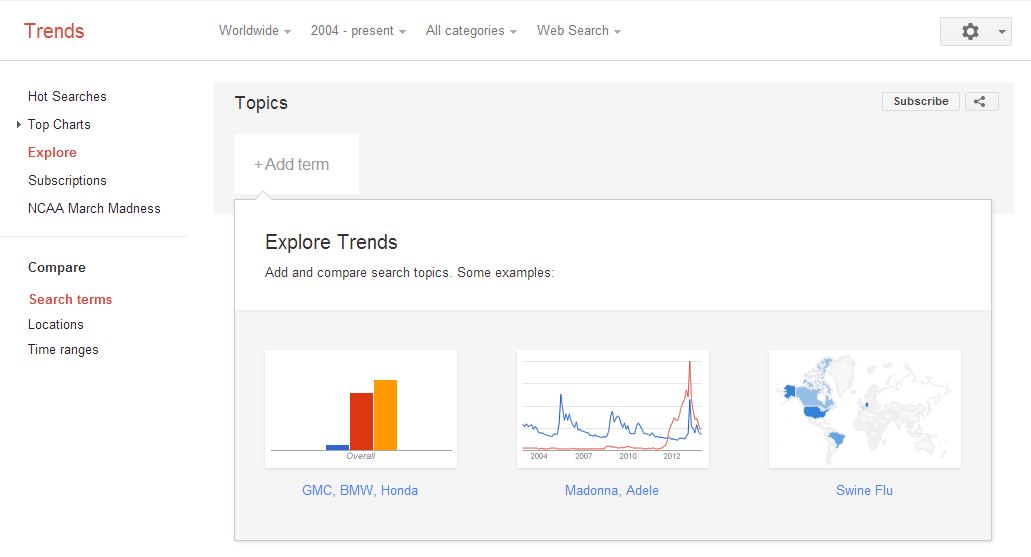 Trends
Worldwide 2004 - present All categories Web Search
Hot Searches
Top Charts
Explore
Subscriptions
NCAA March Madness
Compare
Search terms
Locations
Time ranges
Topics
Subscribe
+Add term
Explore Trends
Add and compare search topics. Some examples:
Overall
GMC, BMW, Honda
2004 2007 2010 2012
Madonna, Adele
Swine Flu